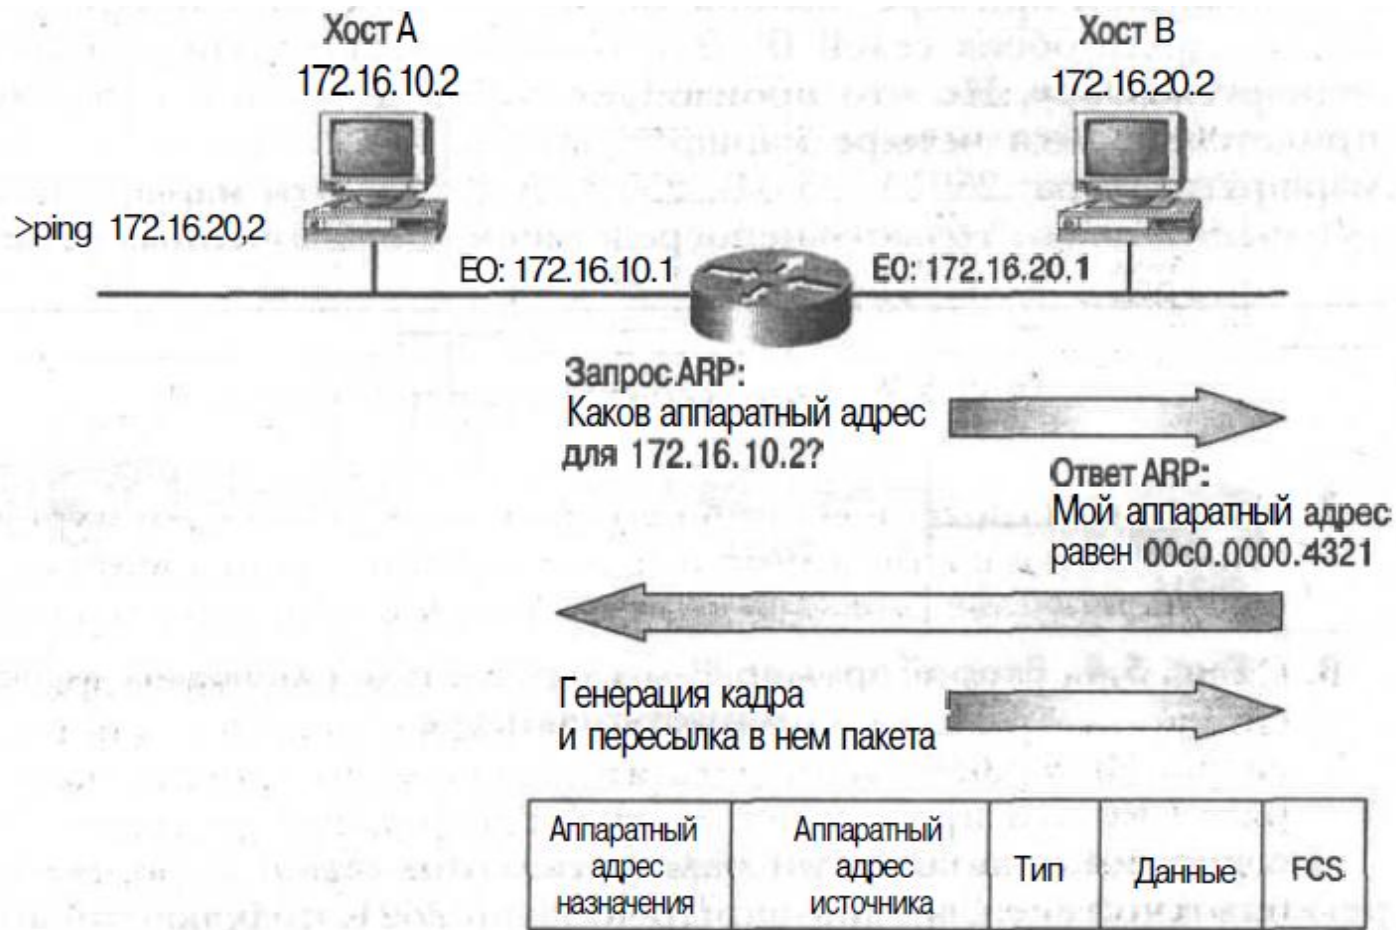 Хост A
172.16.10.2
Хост B
172.16.20.2
>ping 172.16.20,2
EO: 172.16.10.1
E0: 172.16.20.1
Запрос ARP:
Каков аппаратный адрес
для 172.16.10.2?
Ответ ARP:
Мой аппаратный адрес
равен 00c0.0000.4321
Генерация кадра
и пересылка в нем пакета
Аппаратный
адрес
назначения
Аппаратный
адрес
источника
Тип
Данные
FCS